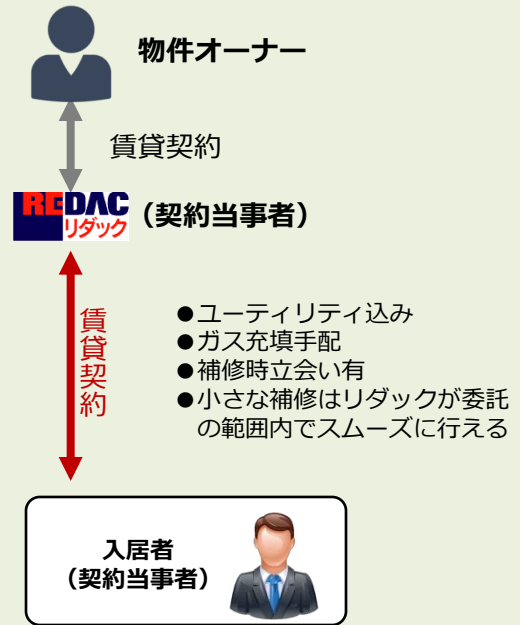 物件オーナー
賃貸契約
REDAC
リダック
（契約当事者）
賃貸契約
●ユーティリティ込み
●ガス充填手配
●補修時立会い有
●小さな補修はリダックが委託
の範囲内でスムーズに行える
入居者
（契約当事者）